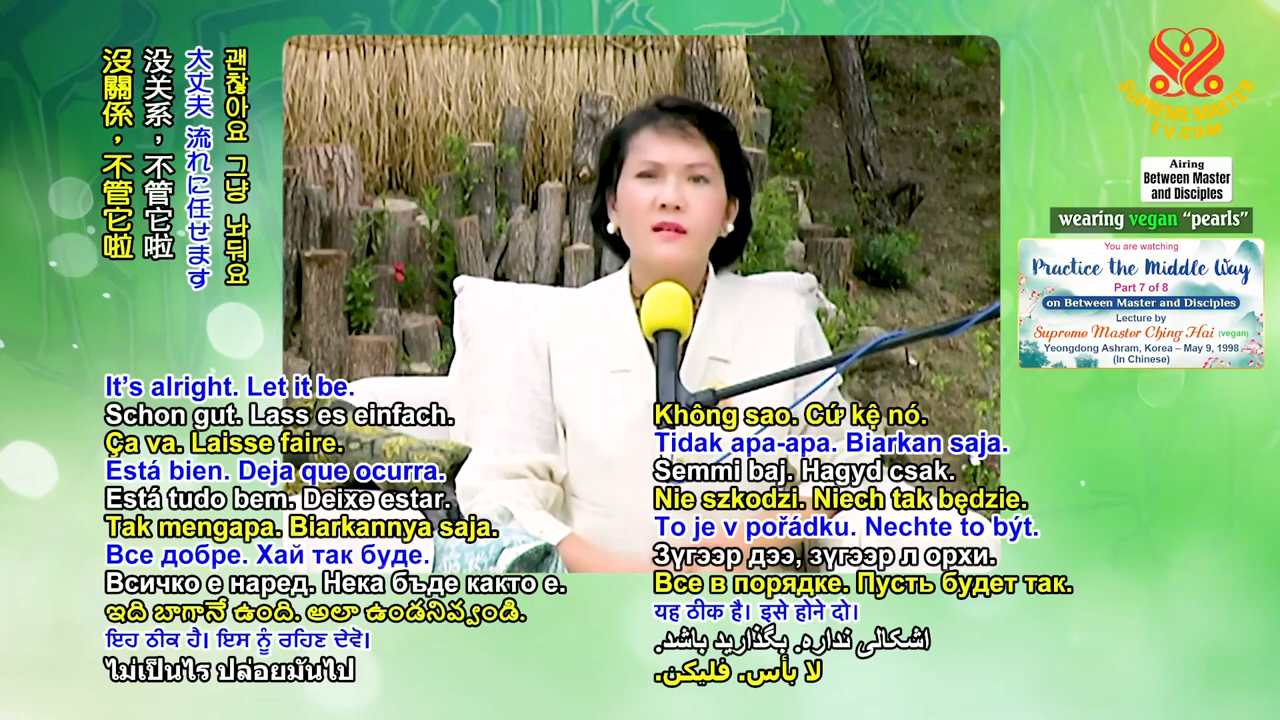 沒關係，不管它啦
没关系，不管它啦
大丈夫 流れに任せます
괜찮아요 그냥 놔둬요
It's alright. Let it be.
Schon gut. Lass es einfach.
Ça va. Laisse faire.
Está bien. Deja que ocurra.
Está tudo bem. Deixe estar.
Tak mengapa. Biarkannya saja.
Все добре. Хай так буде.
Всичко е наред. Нека бъде както е.
ఇది బాగానే ఉంది. అలా ఉండనివ్వండి.
ਇਹ ਠੀਕ ਹੈ। ਇਸ ਨੂੰ ਰਹਿਣ ਦੇਵੋ।
ไม่เป็นไร ปล่อยมันไป
Không sao. Cứ kệ nó.
Tidak apa-apa. Biarkan saja.
Semmi baj. Hagyd csak.
Nie szkodzi. Niech tak będzie.
To je v pořádku. Nechte to být.
Зүгээр дээ, зүгээр л орхи.
Все в порядке. Пусть будет так.
यह ठीक है। इसे होने दो।
اشکالی نداره. بگذارید باشد.
لا بأس. فليكن.
SUPREME MASTER
TV.COM
Airing
Between Master
and Disciples
wearing vegan "pearls"
You are watching
Practice the Middle Way
Part 7 of 8
on Between Master and Disciples
Lecture by
Supreme Master Ching Hai (vegan)
Yeongdong Ashram, Korea – May 9, 1998
(In Chinese)